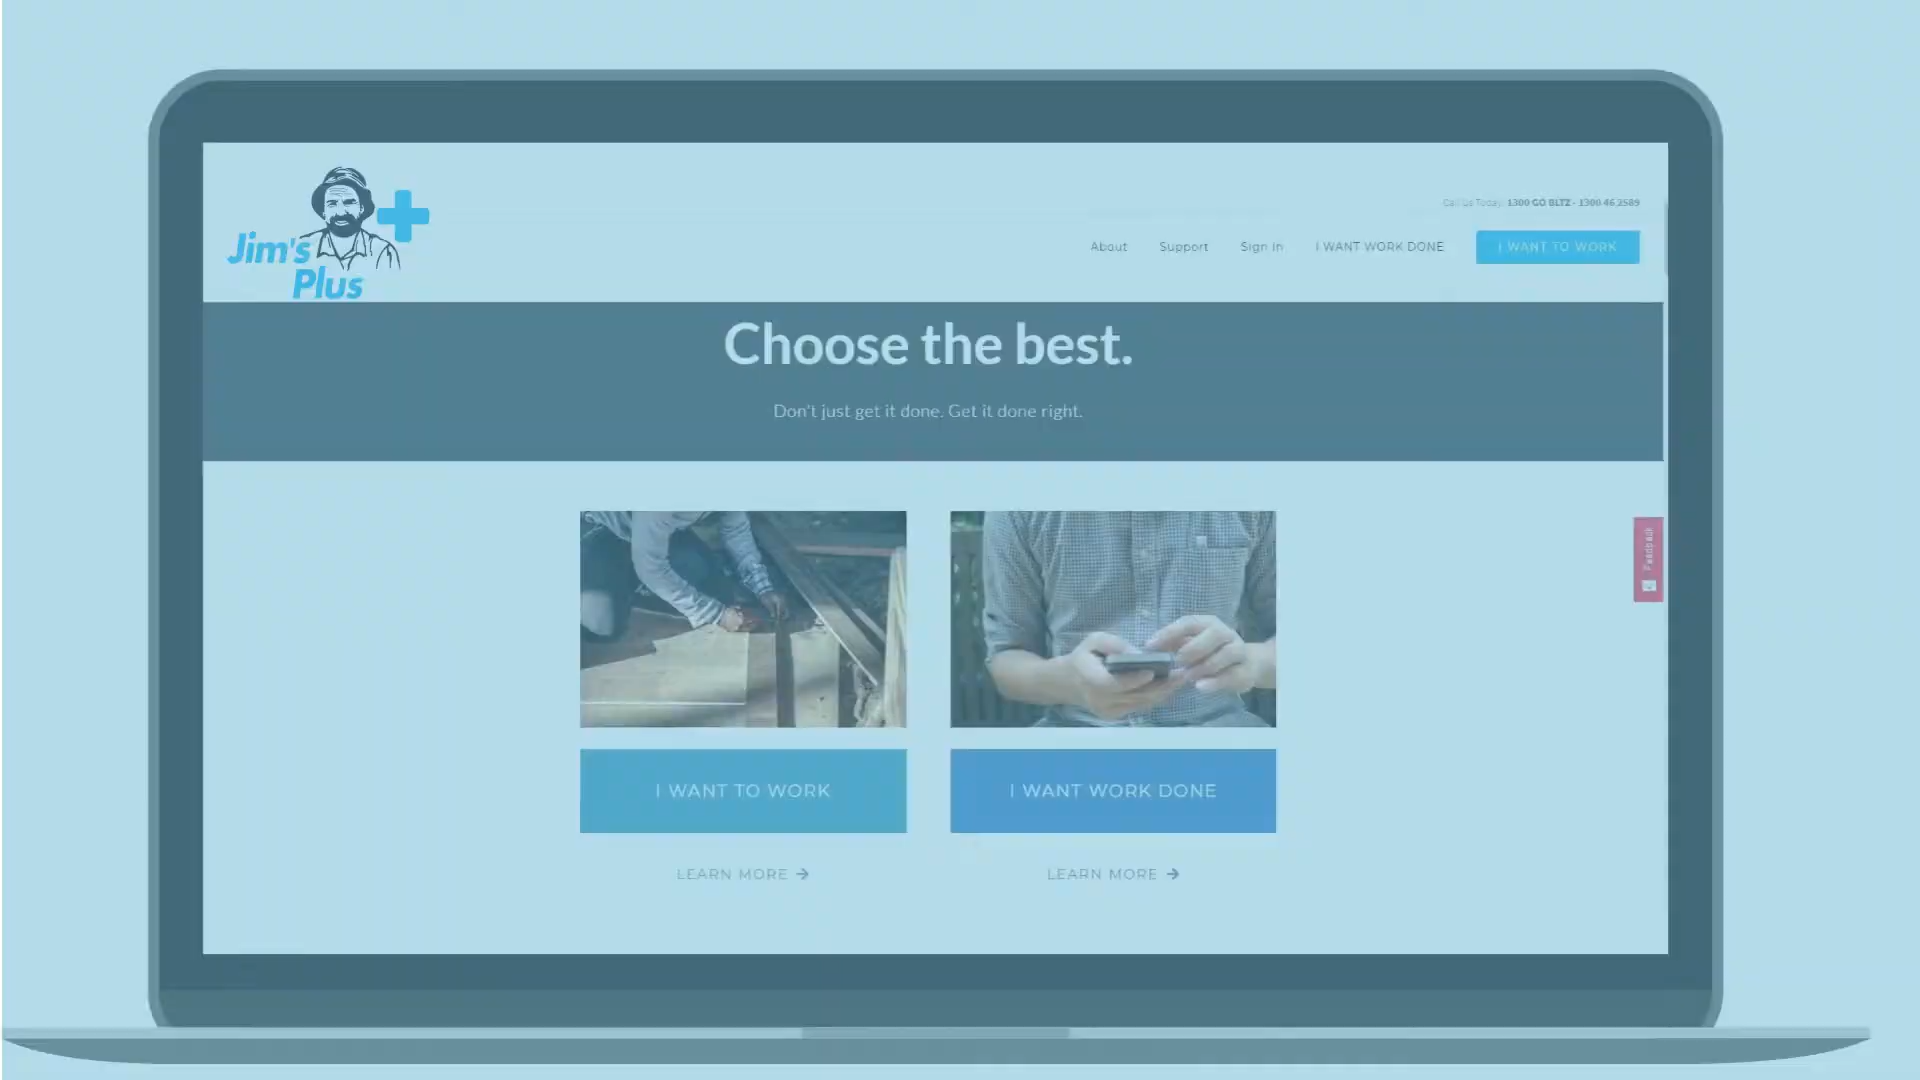 Jim's
Plus
Call Us Today: 1300 GO BLTZ - 1300 46 2589
About
Support
Sign In
I WANT WORK DONE
I WANT TO WORK
Choose the best.
Don't just get it done. Get it done right.
Feedback
I WANT TO WORK
I WANT WORK DONE
LEARN MORE
LEARN MORE